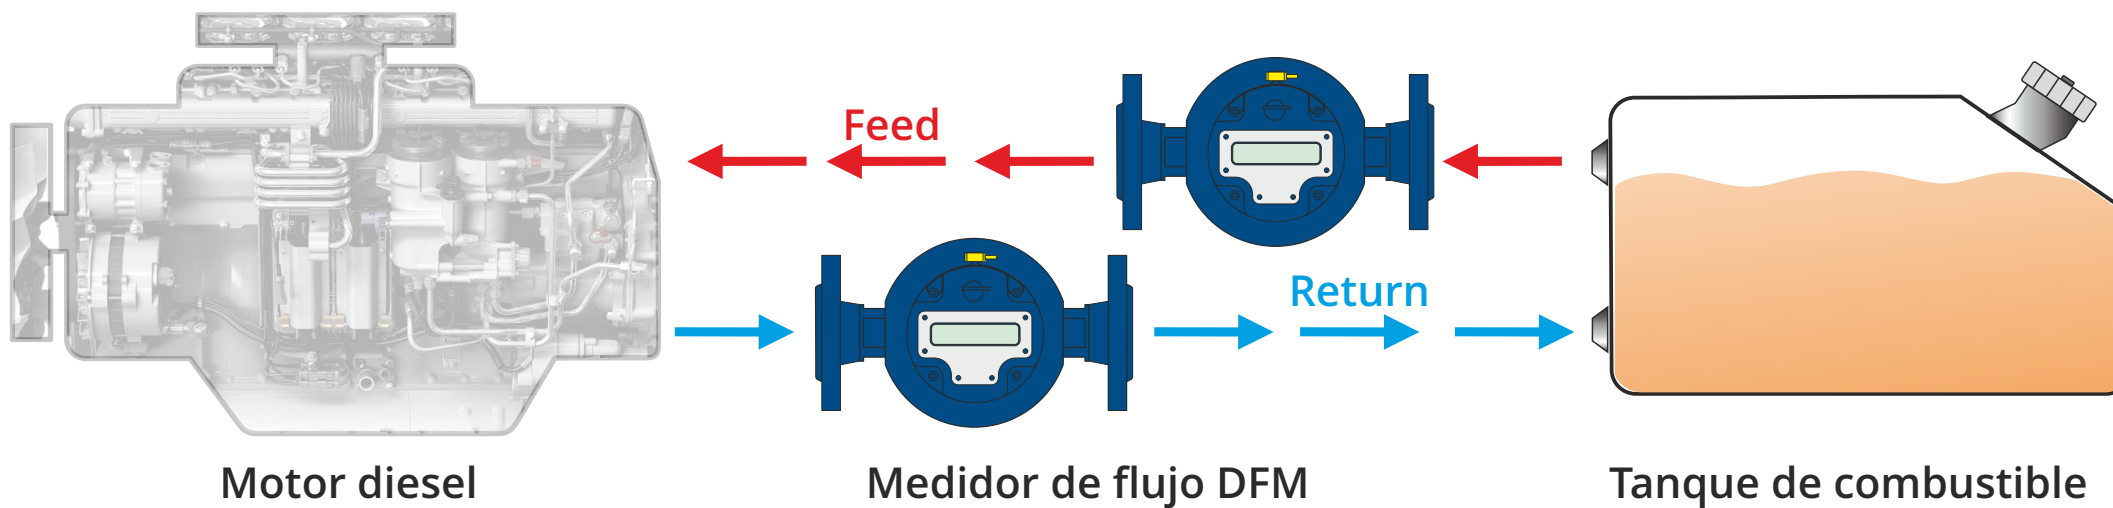 Feed
Return
Motor diesel
Medidor de flujo DFM
Tanque de combustible